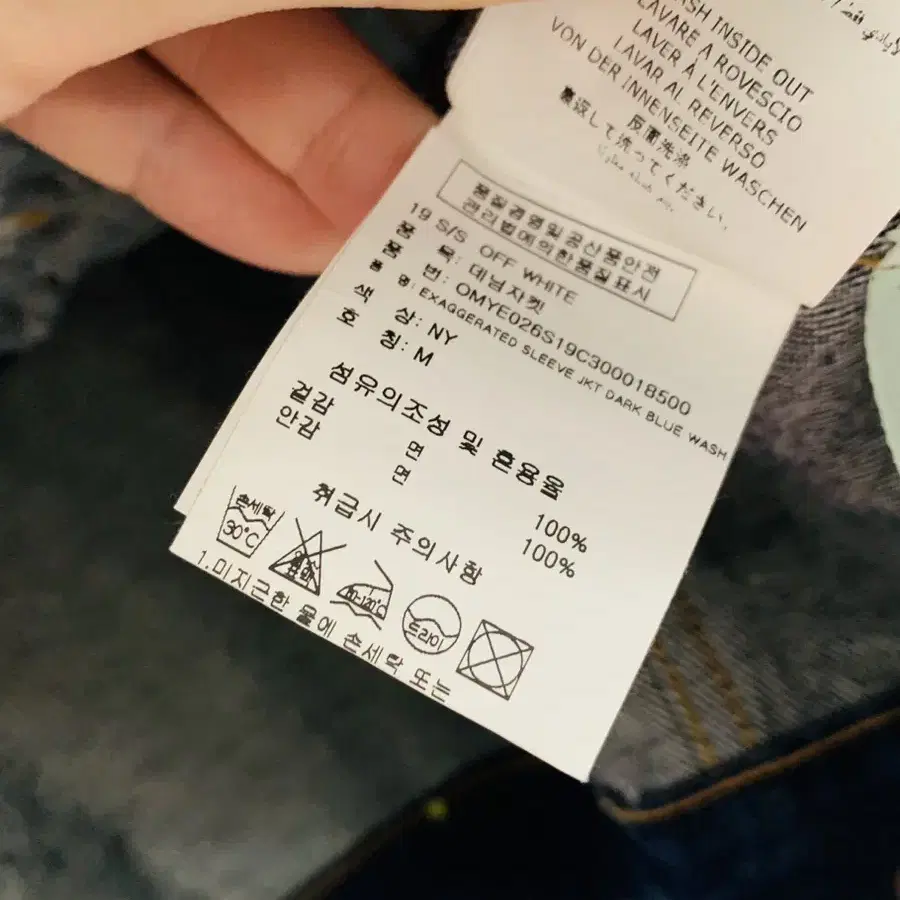 SH INSIDE OUT
LAVARE A ROVESCIO
LAVER À L'ENVERS
LAVAR AL REVERSO
VON DER INNENSEITE WASCHEN
反面洗涤
裏返して洗ってください。
품질경영및공산품안전
관리법에의한품질표시
19 S/S OFF WHITE
품 목: 데님자켓
품 번: OMYE026S19C300018500
품 명: EXAGGERATED SLEEVE JKT DARK BLUE WASH
색 상: NY
호 칭: M
섬유의조성 및 혼용율
겉감 면 100%
안감 면 100%
취급시 주의사항
손세탁
30°C
드라이
1.미지근한 물에 손세탁 또는